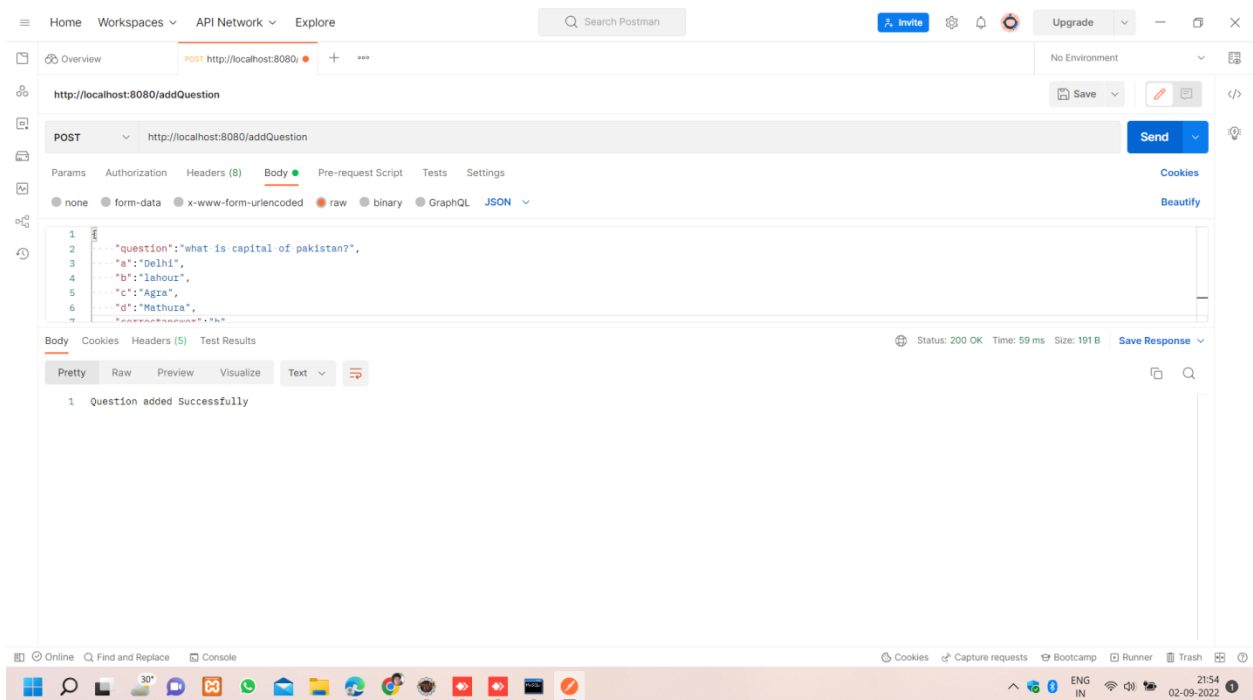 Home Workspaces API Network Explore Search Postman Invite Upgrade
Overview POST http://localhost:8080/ No Environment
http://localhost:8080/addQuestion Save
POST http://localhost:8080/addQuestion Send
Params Authorization Headers (8) Body Pre-request Script Tests Settings Cookies
none form-data x-www-form-urlencoded raw binary GraphQL JSON Beautify
1 {
2 "question":"what is capital of pakistan?",
3 "a":"Delhi",
4 "b":"lahour",
5 "c":"Agra",
6 "d":"Mathura",
7 "correctanswer":"b"
Body Cookies Headers (5) Test Results Status: 200 OK Time: 59 ms Size: 191 B Save Response
Pretty Raw Preview Visualize Text
1 Question added Successfully
Online Find and Replace Console Cookies Capture requests Bootcamp Runner Trash
30° ENG 21:54
IN 02-09-2022 1